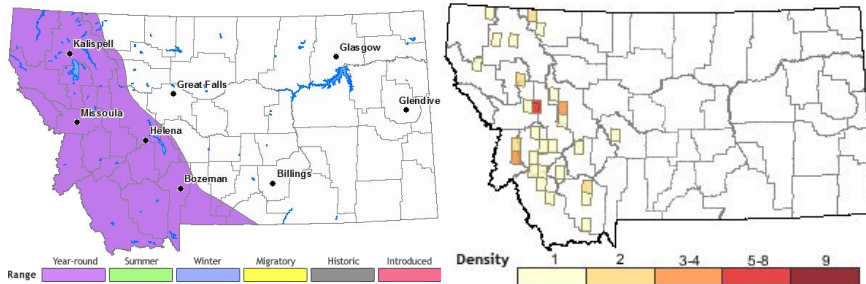 Kalispell
Glasgow
Great Falls
Glendive
Missoula
Helena
Bozeman
Billings
Range Year-round Summer Winter Migratory Historic Introduced
Density 1 2 3-4 5-8 9